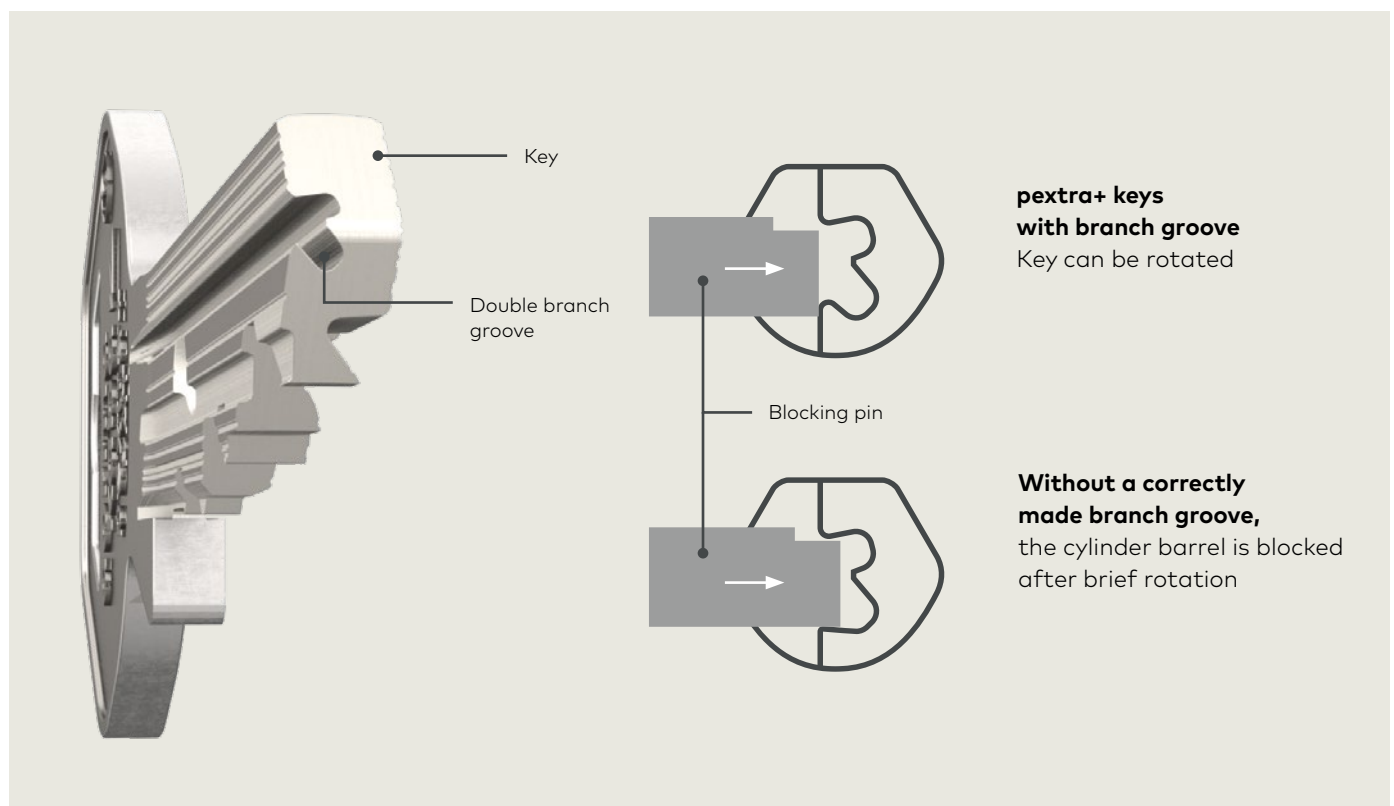 Key
Double branch
groove
pextra+ keys
with branch groove
Key can be rotated
Blocking pin
Without a correctly
made branch groove,
the cylinder barrel is blocked
after brief rotation